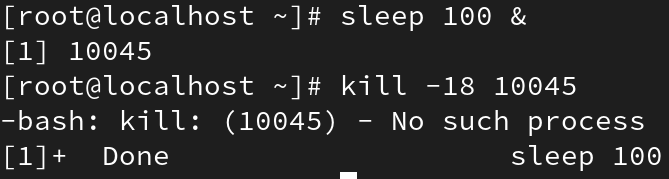 [root@localhost ~]# sleep 100 &
[1] 10045
[root@localhost ~]# kill -18 10045
-bash: kill: (10045) - No such process
[1]+  Done                    sleep 100